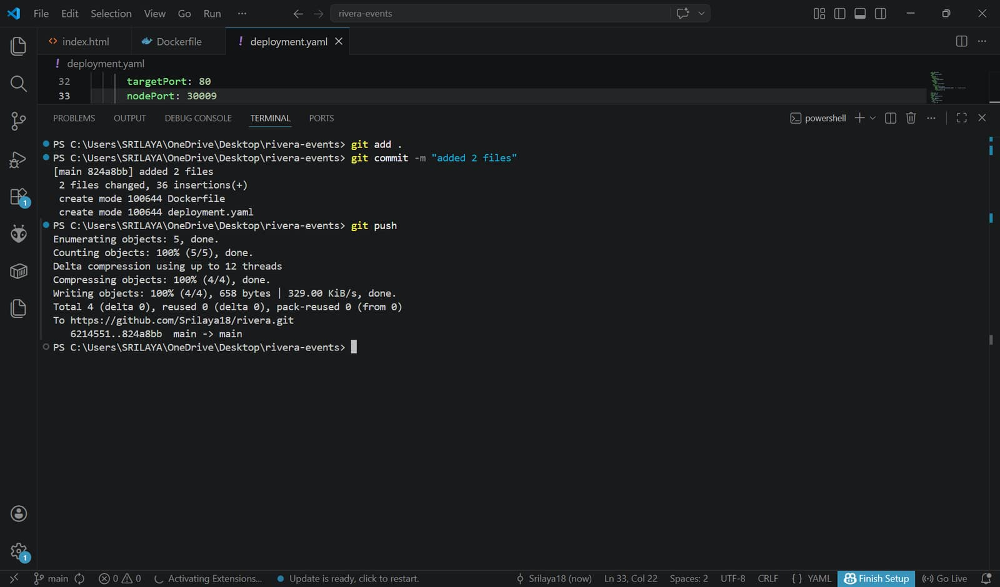 File Edit Selection View Go Run ··· rivera-events
index.html Dockerfile ! deployment.yaml
! deployment.yaml
32 targetPort: 80
33 nodePort: 30009
PROBLEMS OUTPUT DEBUG CONSOLE TERMINAL PORTS powershell
PS C:\Users\SRILAYA\OneDrive\Desktop\rivera-events> git add .
PS C:\Users\SRILAYA\OneDrive\Desktop\rivera-events> git commit -m "added 2 files"
[main 824a8bb] added 2 files
2 files changed, 36 insertions(+)
create mode 100644 Dockerfile
create mode 100644 deployment.yaml
PS C:\Users\SRILAYA\OneDrive\Desktop\rivera-events> git push
Enumerating objects: 5, done.
Counting objects: 100% (5/5), done.
Delta compression using up to 12 threads
Compressing objects: 100% (4/4), done.
Writing objects: 100% (4/4), 658 bytes | 329.00 KiB/s, done.
Total 4 (delta 0), reused 0 (delta 0), pack-reused 0 (from 0)
To https://github.com/Srilaya18/rivera.git
6214551..824a8bb main -> main
PS C:\Users\SRILAYA\OneDrive\Desktop\rivera-events>
1
1
main 0 0 Activating Extensions... Update is ready, click to restart. Srilaya18 (now) Ln 33, Col 22 Spaces: 2 UTF-8 CRLF { } YAML Finish Setup Go Live